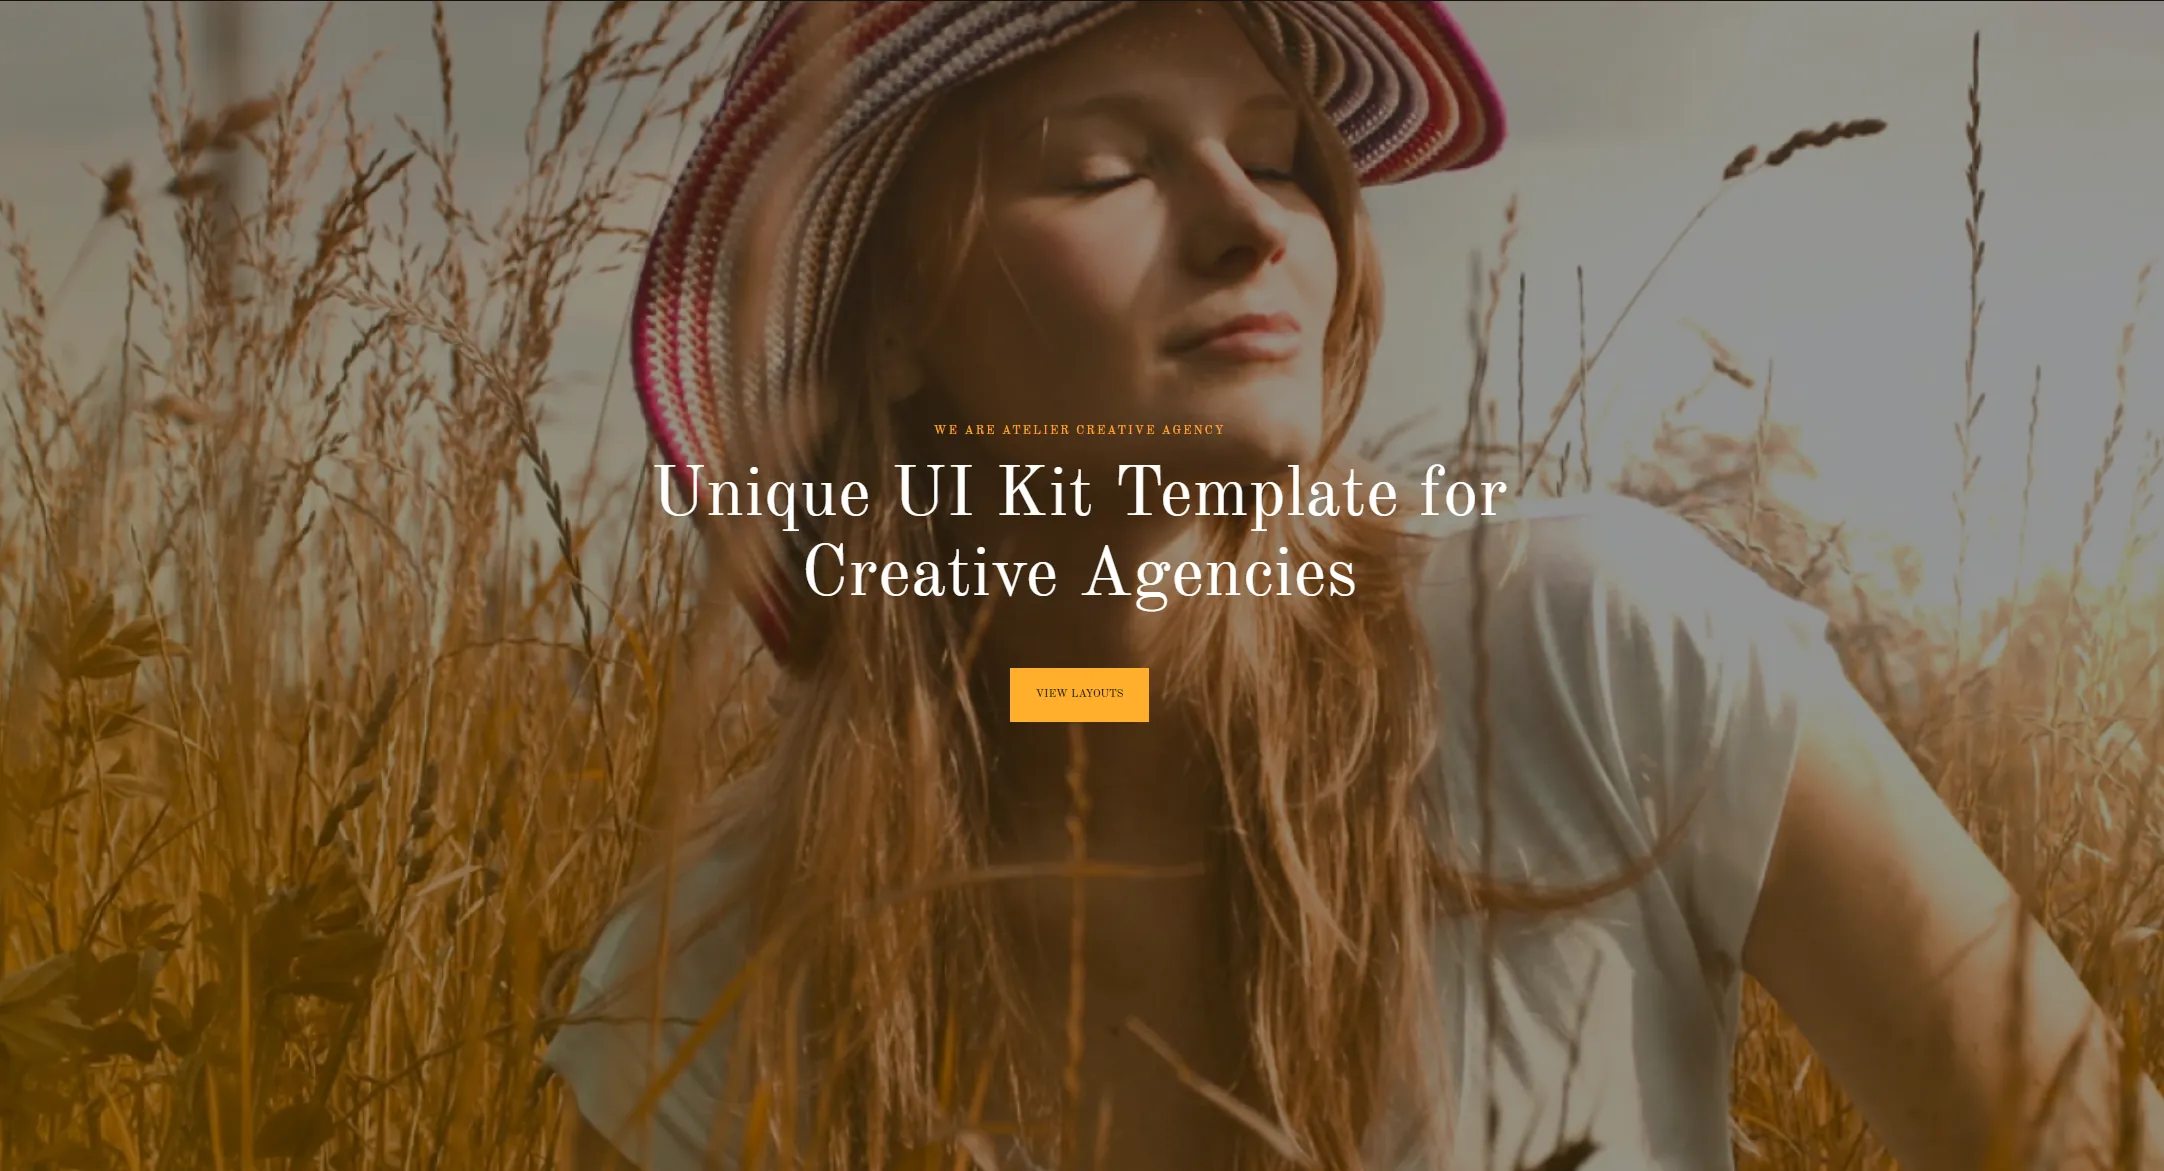 WE ARE ATELIER CREATIVE AGENCY
Unique UI Kit Template for
Creative Agencies
VIEW LAYOUTS